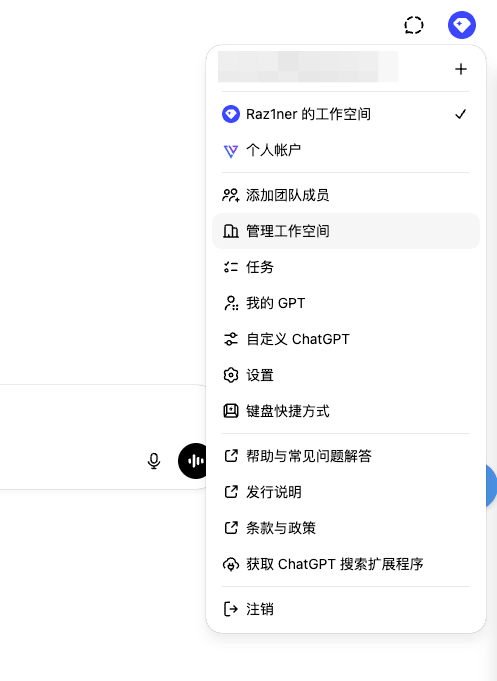 Raz1ner 的工作空间
个人帐户
添加团队成员
管理工作空间
任务
我的 GPT
自定义 ChatGPT
设置
键盘快捷方式
帮助与常见问题解答
发行说明
条款与政策
获取 ChatGPT 搜索扩展程序
注销